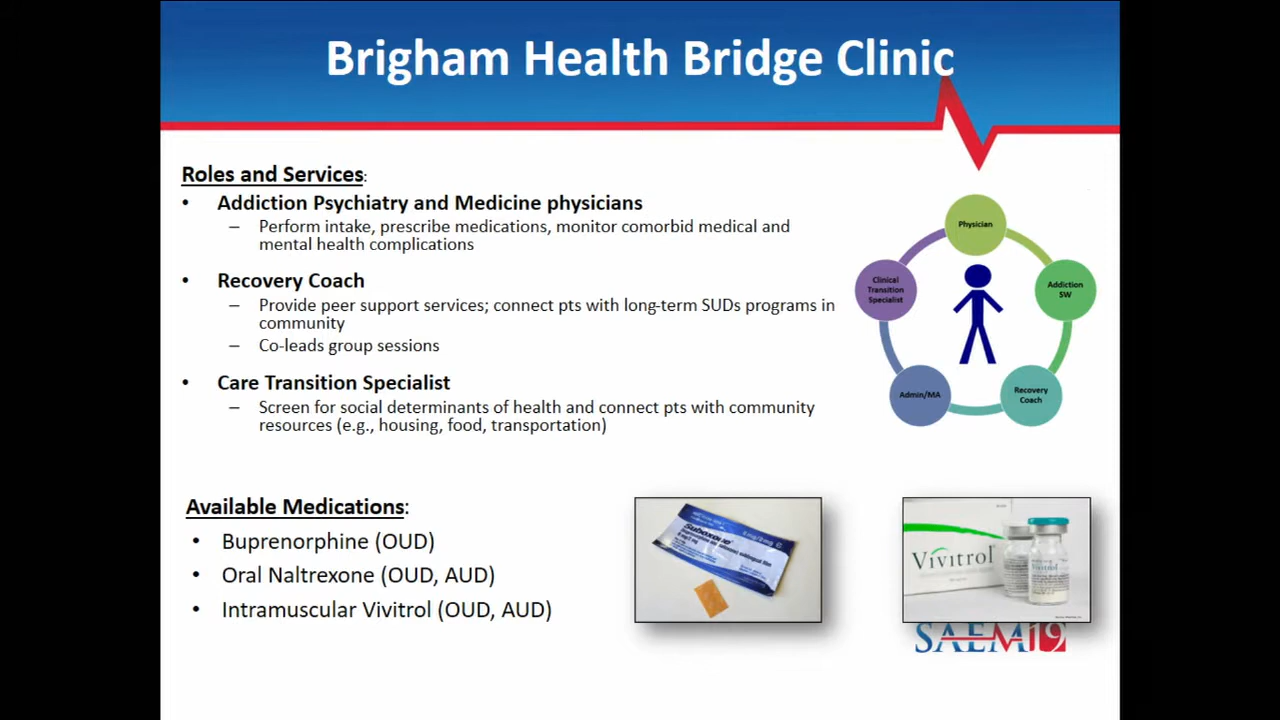 Brigham Health Bridge Clinic
Roles and Services:
• Addiction Psychiatry and Medicine physicians
– Perform intake, prescribe medications, monitor comorbid medical and
mental health complications
• Recovery Coach
– Provide peer support services; connect pts with long-term SUDs programs in
community
– Co-leads group sessions
• Care Transition Specialist
– Screen for social determinants of health and connect pts with community
resources (e.g., housing, food, transportation)
Physician
Clinical
Transition
Specialist
Addiction
SW
Admin/MA
Recovery
Coach
Available Medications:
• Buprenorphine (OUD)
• Oral Naltrexone (OUD, AUD)
• Intramuscular Vivitrol (OUD, AUD)
Suboxone
Vivitrol
Vivitrol
SAEM19